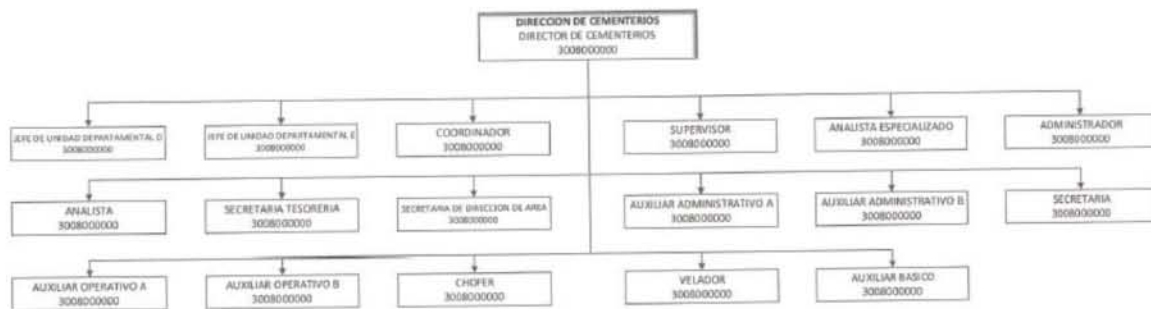 DIRECCION DE CEMENTERIOS
DIRECTOR DE CEMENTERIOS
3008000000
JEFE DE UNIDAD DEPARTAMENTAL D
3008000000
JEFE DE UNIDAD DEPARTAMENTAL E
3008000000
COORDINADOR
3008000000
SUPERVISOR
3008000000
ANALISTA ESPECIALIZADO
3008000000
ADMINISTRADOR
3008000000
ANALISTA
3008000000
SECRETARIA TESORERIA
3008000000
SECRETARIA DE DIRECCION DE AREA
3008000000
AUXILIAR ADMINISTRATIVO A
3008000000
AUXILIAR ADMINISTRATIVO B
3008000000
SECRETARIA
3008000000
AUXILIAR OPERATIVO A
3008000000
AUXILIAR OPERATIVO B
3008000000
CHOFER
3008000000
VELADOR
3008000000
AUXILIAR BASICO
3008000000